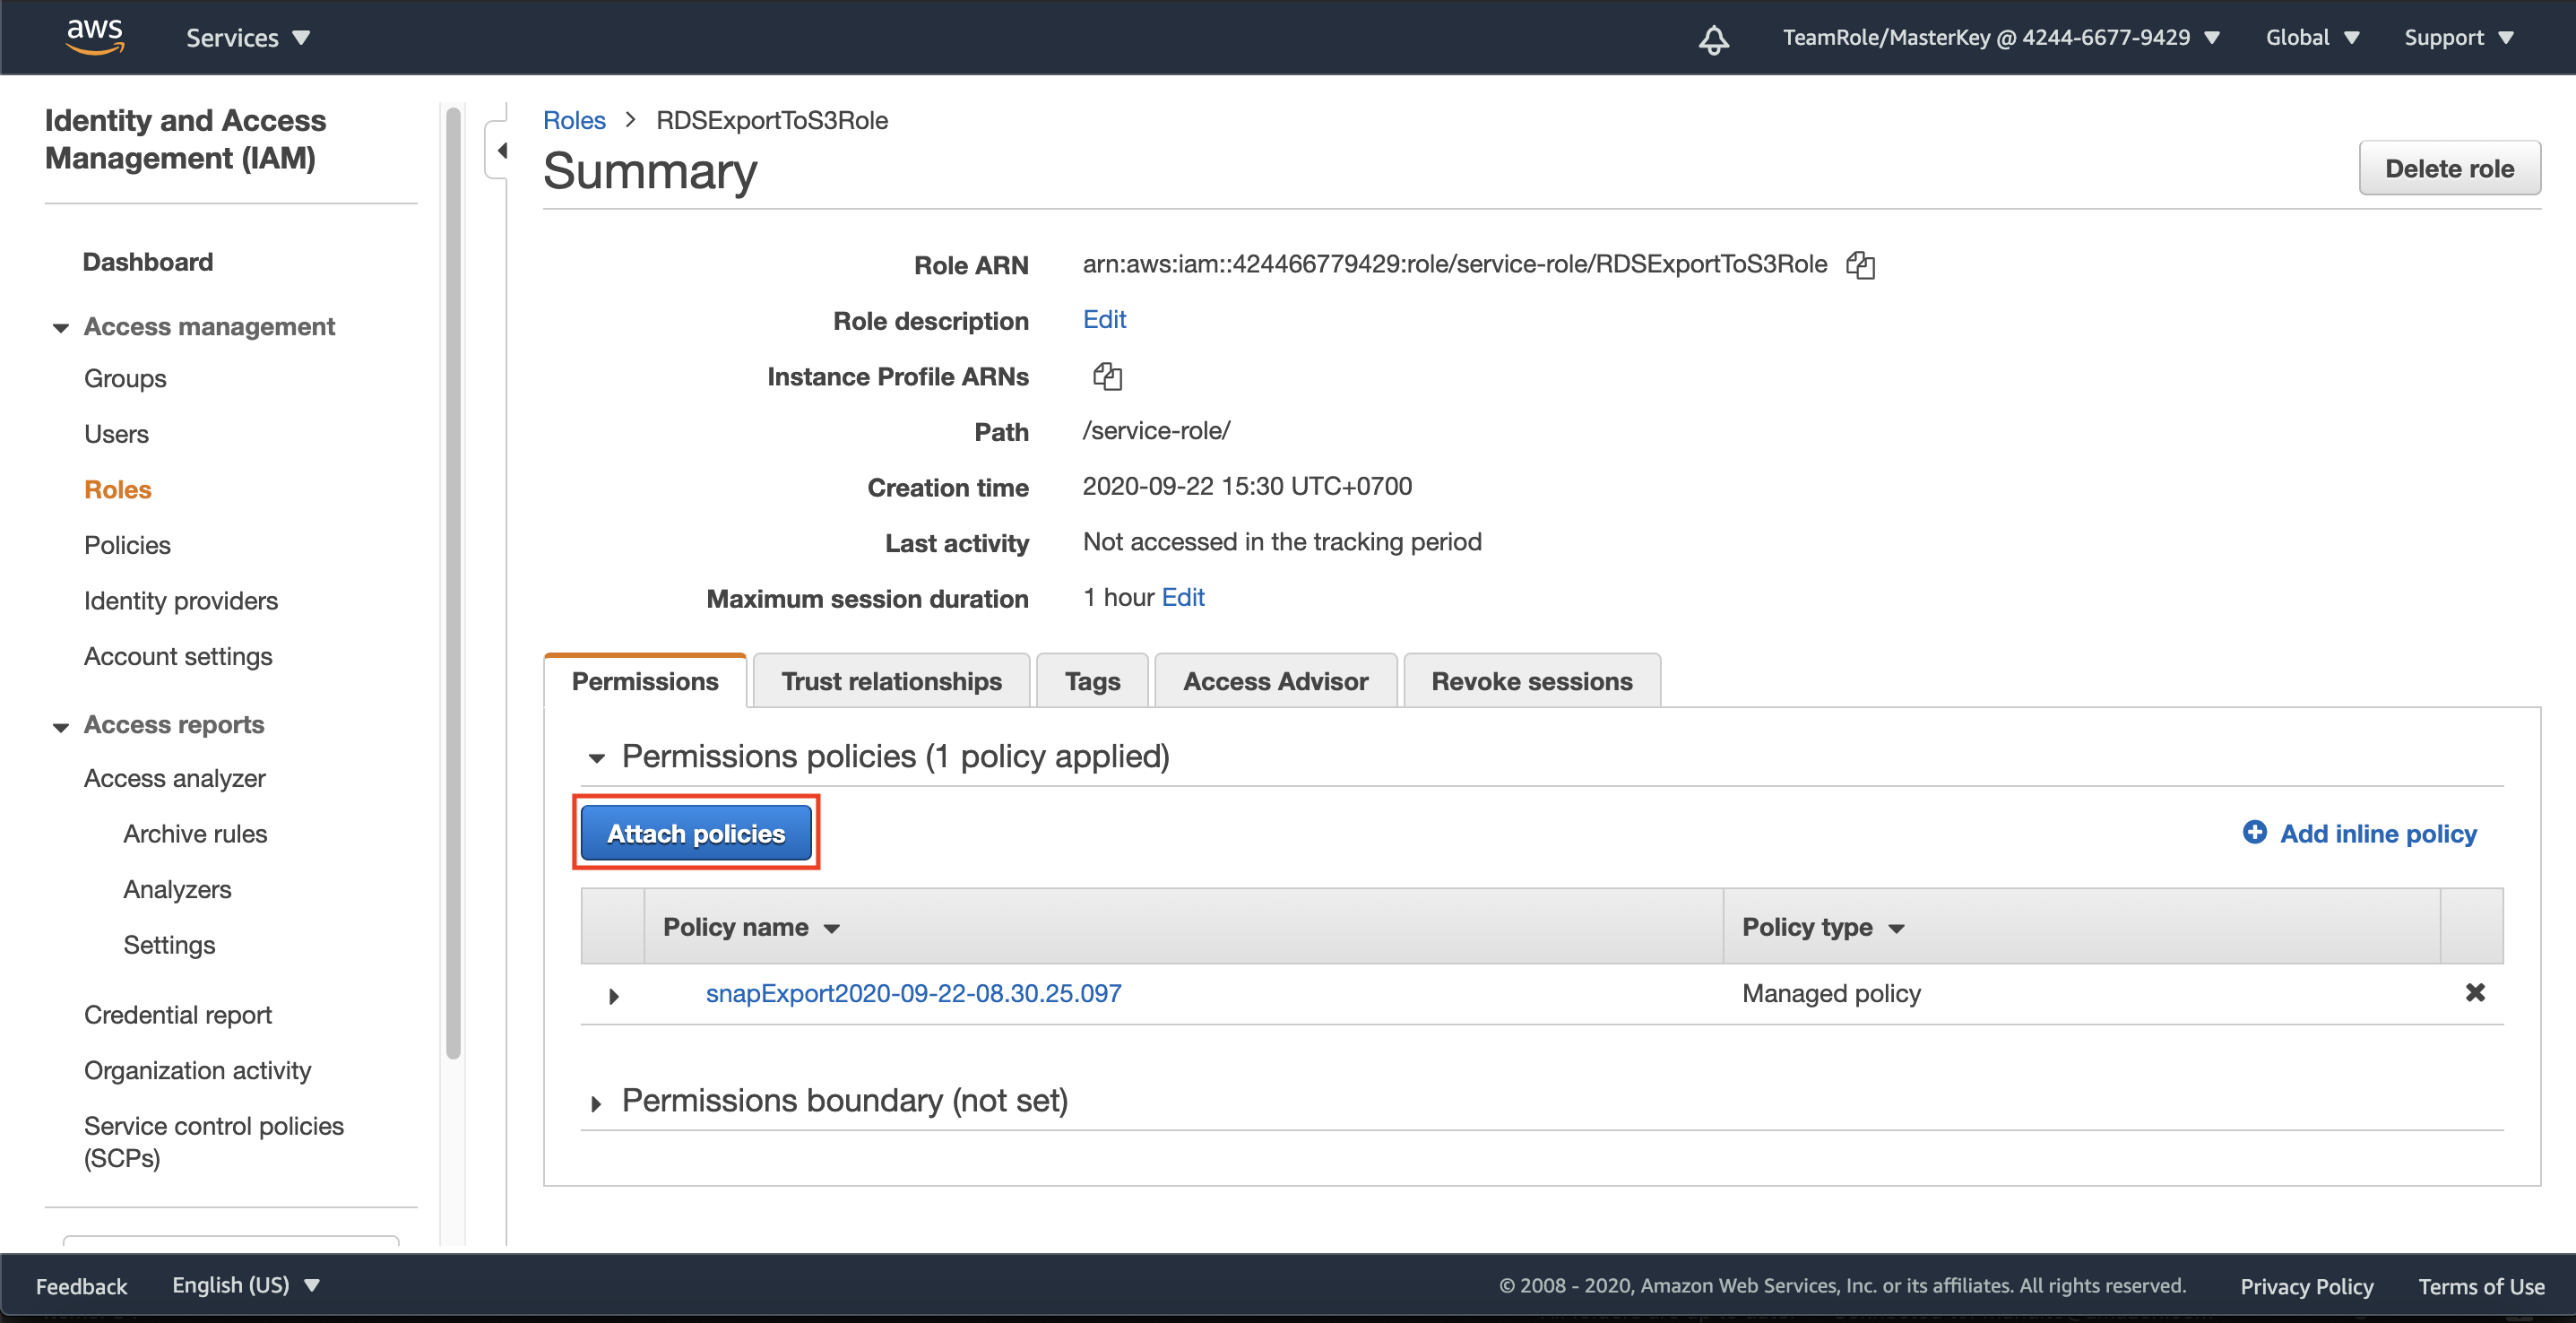 aws
Services
TeamRole/MasterKey @ 4244-6677-9429
Global
Support
Identity and Access
Management (IAM)
Dashboard
Access management
Groups
Users
Roles
Policies
Identity providers
Account settings
Access reports
Access analyzer
Archive rules
Analyzers
Settings
Credential report
Organization activity
Service control policies
(SCPs)
Roles > RDSExportToS3Role
Summary
Delete role
Role ARN arn:aws:iam::424466779429:role/service-role/RDSExportToS3Role
Role description Edit
Instance Profile ARNs
Path /service-role/
Creation time 2020-09-22 15:30 UTC+0700
Last activity Not accessed in the tracking period
Maximum session duration 1 hour Edit
Permissions Trust relationships Tags Access Advisor Revoke sessions
Permissions policies (1 policy applied)
Attach policies
Add inline policy
Policy name Policy type
snapExport2020-09-22-08.30.25.097 Managed policy
Permissions boundary (not set)
Feedback
English (US)
© 2008 - 2020, Amazon Web Services, Inc. or its affiliates. All rights reserved.
Privacy Policy
Terms of Use